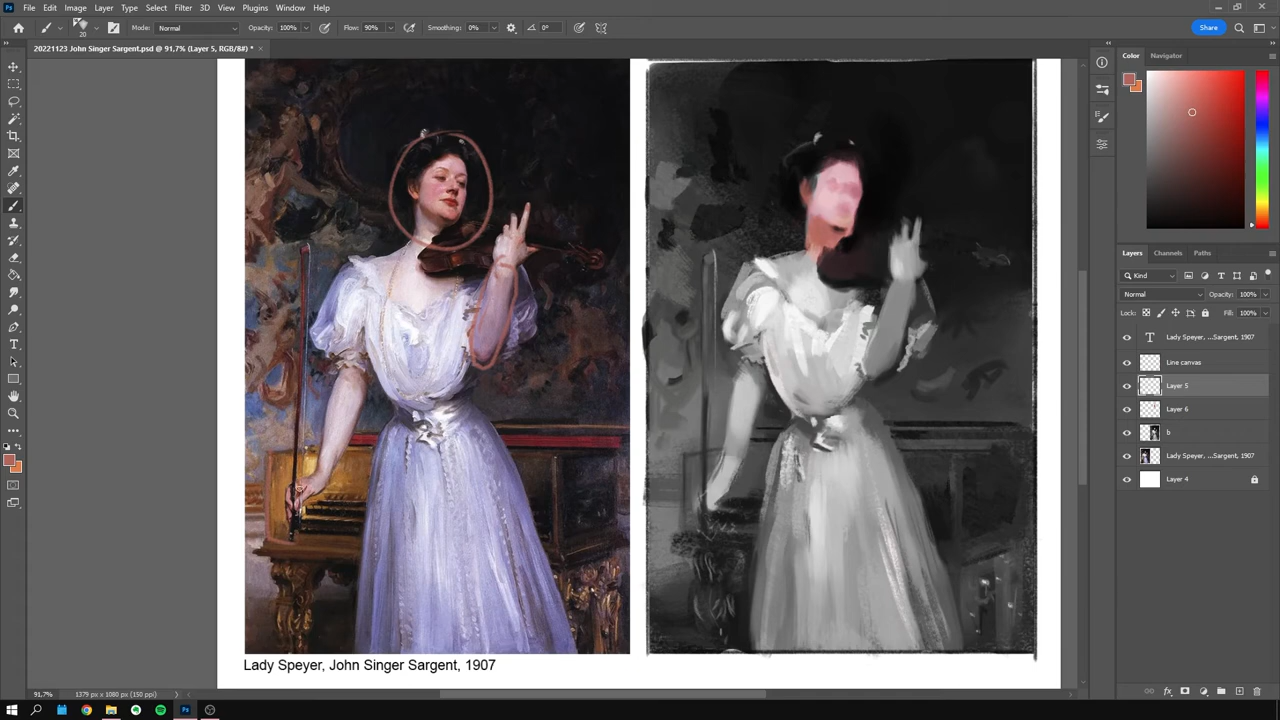 File Edit Image Layer Type Select Filter 3D View Plugins Window Help
20 Mode: Normal Opacity: 100% Flow: 90% Smoothing: 0% 0° Share
20221123 John Singer Sargent.psd @ 91,7% (Layer 5, RGB/8#) *
Color Navigator
Layers Channels Paths
Kind
Normal Opacity: 100%
Lock: Fill: 100%
Lady Speyer, ...Sargent, 1907
Line canvas
Layer 5
Layer 6
b
Lady Speyer, ...Sargent, 1907
Layer 4
Lady Speyer, John Singer Sargent, 1907
91,7% 1379 px x 1080 px (150 ppi)